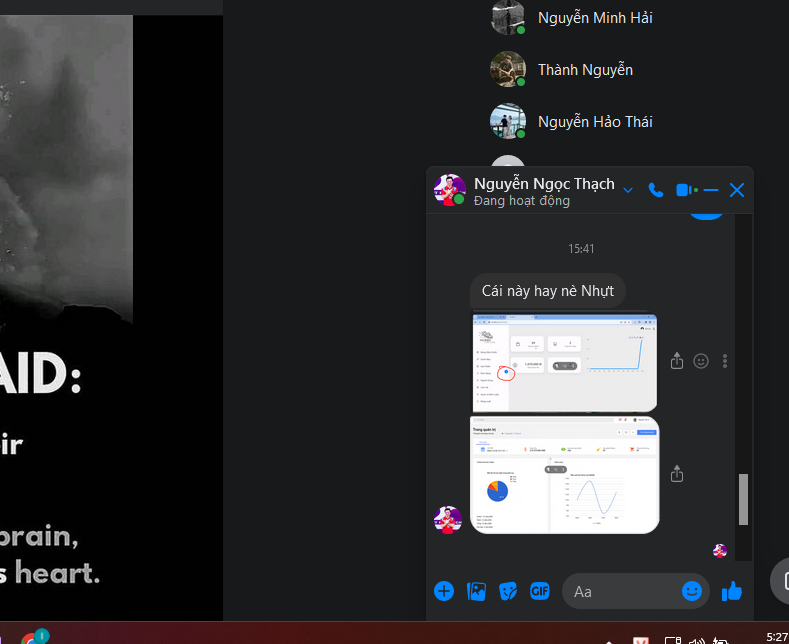 Nguyễn Minh Hải
Thành Nguyễn
Nguyễn Hảo Thái
Nguyễn Ngọc Thạch
Đang hoạt động
15:41
Cái này hay nè Nhựt
Trang quản trị
AID:
ir
brain,
s heart.
GIF
Aa
5:27